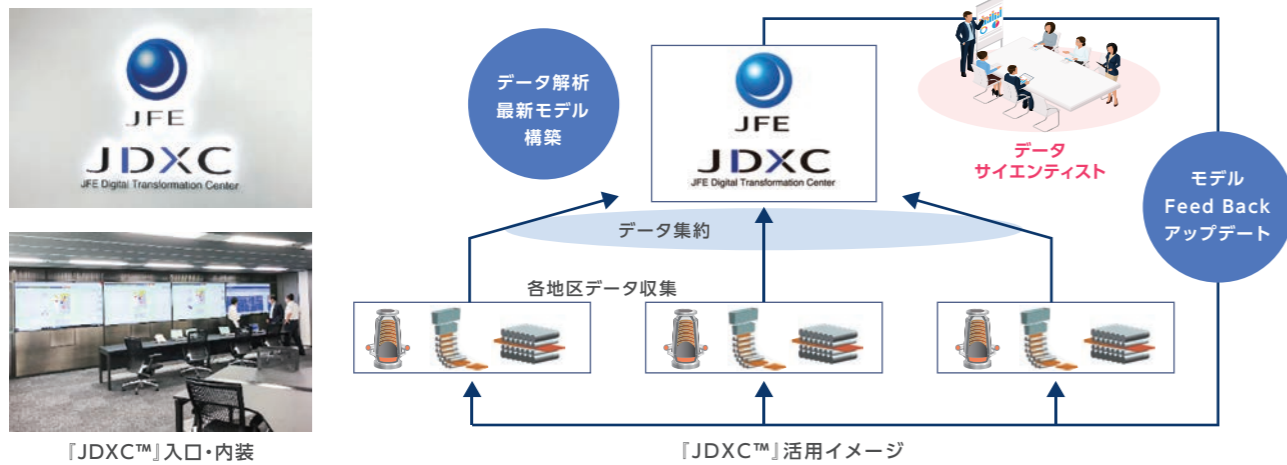 JFE
JDXC
JFE Digital Transformation Center
『JDXC™』入口・内装
データ解析
最新モデル
構築
JFE
JDXC
JFE Digital Transformation Center
データ
サイエンティスト
モデル
Feed Back
アップデート
データ集約
各地区データ収集
『JDXC™』活用イメージ